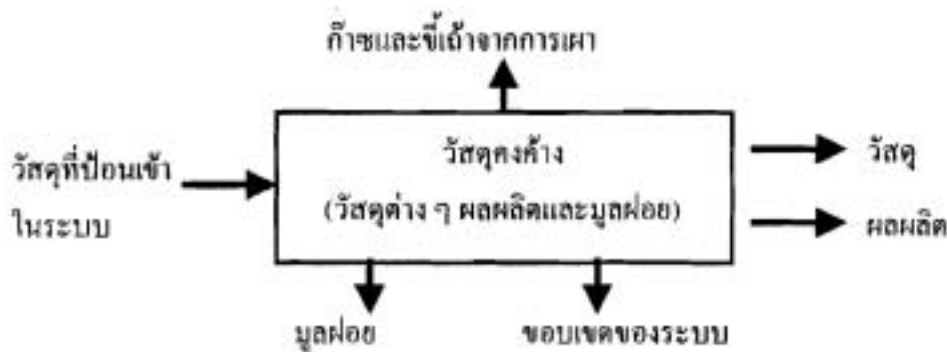 ก๊าซและขี้เถ้าจากการเผา
วัสดุคงค้าง
(วัสดุต่าง ๆ ผลผลิตและมูลฝอย)
วัสดุที่ป้อนเข้า
ในระบบ
วัสดุ
ผลผลิต
มูลฝอย
ขอบเขตของระบบ